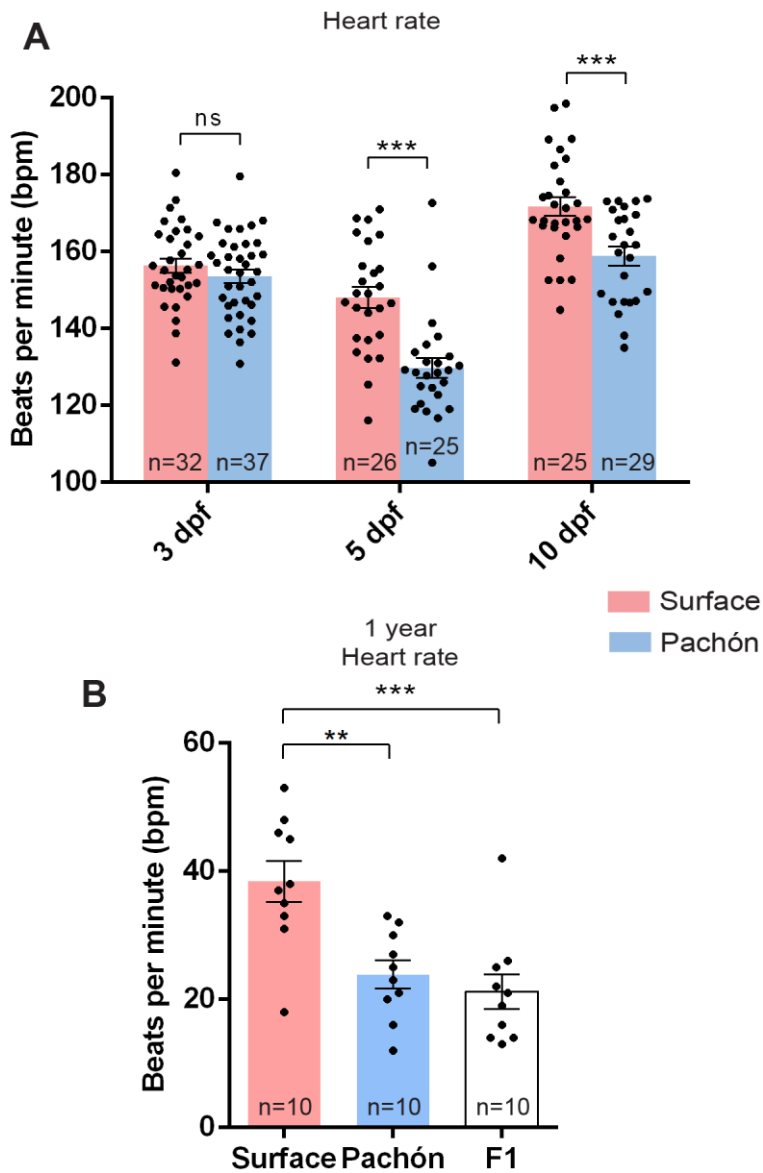 A
Heart rate
Beats per minute (bpm)
200
180
160
140
120
100
ns
***
***
n=32
n=37
n=26
n=25
n=25
n=29
3 dpf
5 dpf
10 dpf
Surface
Pachón
B
1 year
Heart rate
Beats per minute (bpm)
60
40
20
0
***
**
n=10
n=10
n=10
Surface
Pachón
F1